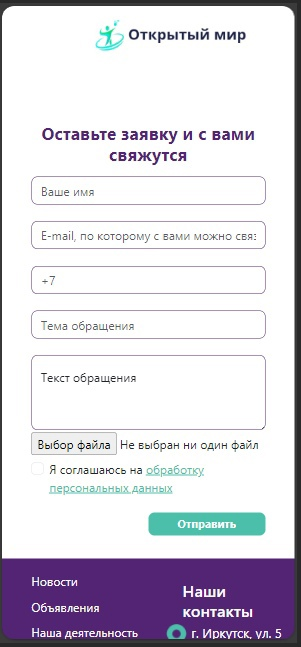 Открытый мир
Оставьте заявку и с вами
свяжутся
Ваше имя
E-mail, по которому с вами можно связ
+7
Тема обращения
Текст обращения
Выбор файла Не выбран ни один файл
Я соглашаюсь на обработку
персональных данных
Отправить
Новости
Объявления
Наша деятельность
Наши
контакты
г. Иркутск, ул. 5